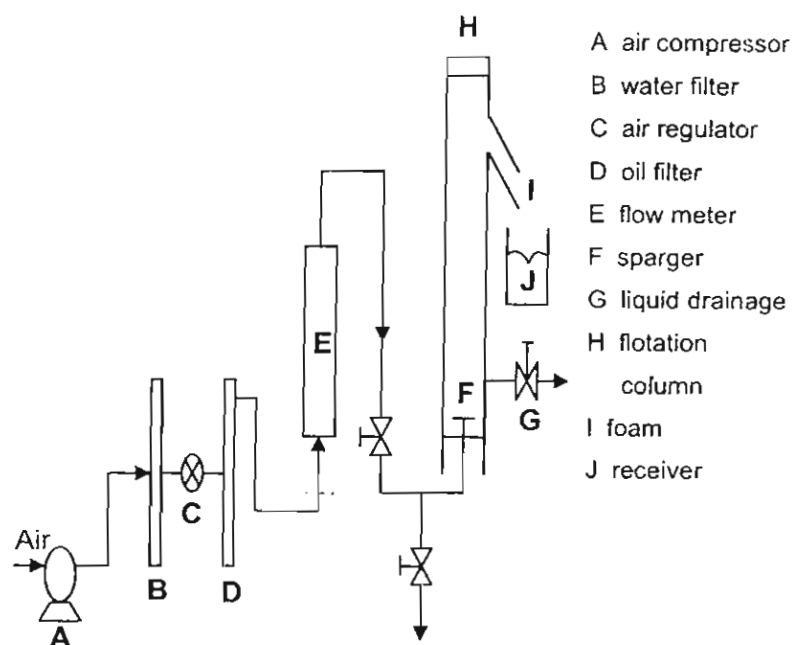 H
A air compressor
B water filter
C air regulator
D oil filter
E flow meter
F sparger
G liquid drainage
H flotation
column
I foam
J receiver
I
J
E
F
G
C
Air
B
D
A